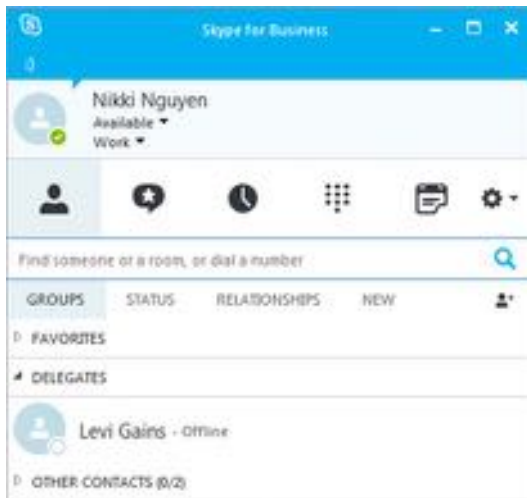 Skype for Business
Nikki Nguyen
Available
Work
Find someone or a room, or dial a number
GROUPS STATUS RELATIONSHIPS NEW
FAVORITES
DELEGATES
Levi Gains - Offline
OTHER CONTACTS (0/2)